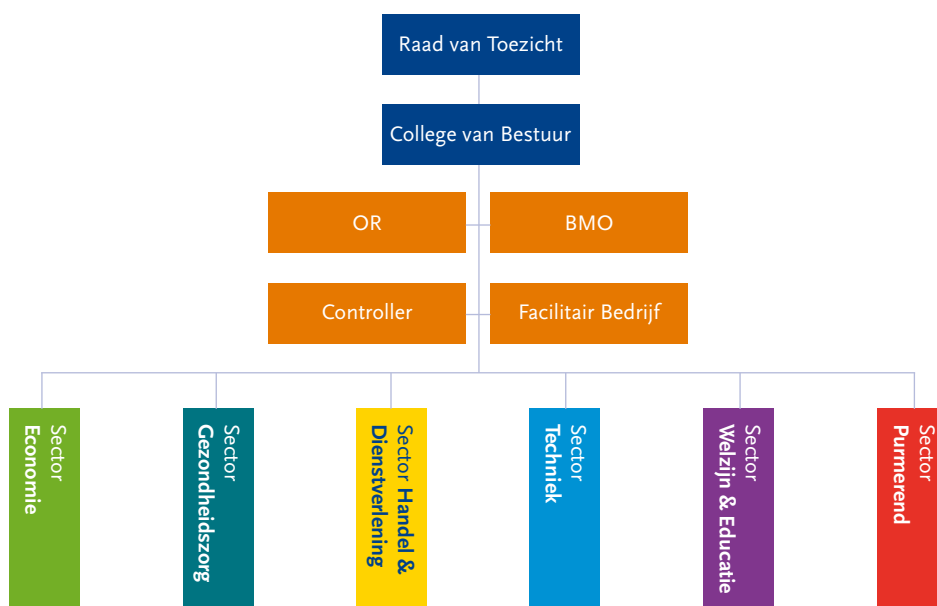 Raad van Toezicht
College van Bestuur
OR
BMO
Controller
Facilitair Bedrijf
Sector
Economie
Sector
Gezondheidszorg
Sector Handel &
Dienstverlening
Sector
Techniek
Sector
Welzijn & Educatie
Sector
Purmerend